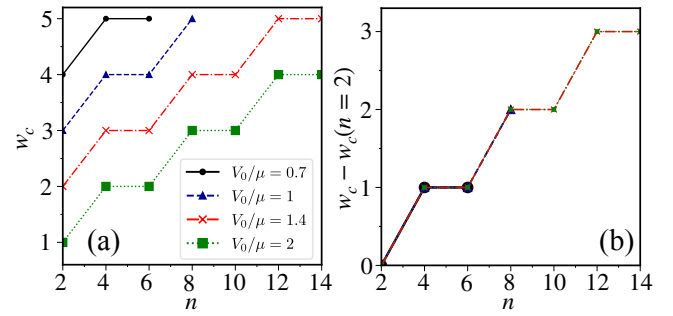 5
4
3
2
1
w_c
(a)
V_0/μ = 0.7
V_0/μ = 1
V_0/μ = 1.4
V_0/μ = 2
2 4 6 8 10 12 14
n
3
2
1
0
w_c − w_c(n = 2)
(b)
2 4 6 8 10 12 14
n